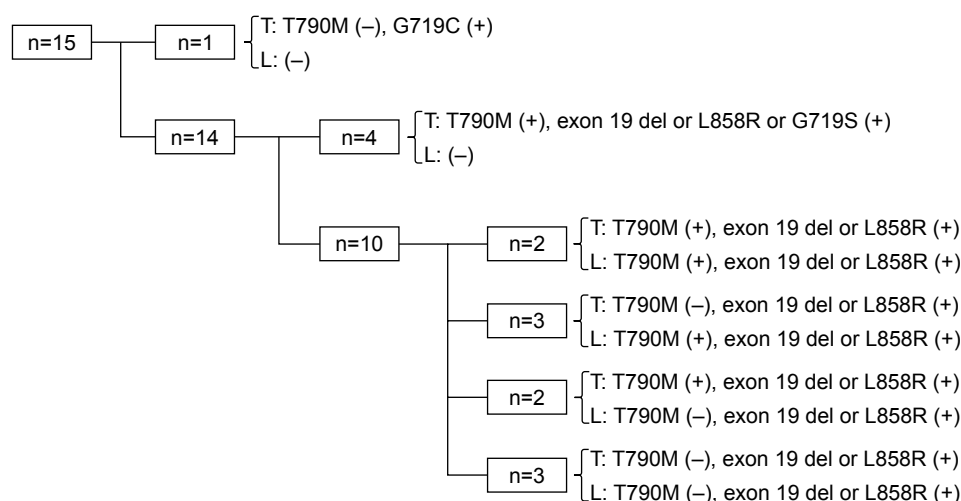 n=15
n=1
T: T790M (–), G719C (+)
L: (–)
n=14
n=4
T: T790M (+), exon 19 del or L858R or G719S (+)
L: (–)
n=10
n=2
T: T790M (+), exon 19 del or L858R (+)
L: T790M (+), exon 19 del or L858R (+)
n=3
T: T790M (–), exon 19 del or L858R (+)
L: T790M (+), exon 19 del or L858R (+)
n=2
T: T790M (+), exon 19 del or L858R (+)
L: T790M (–), exon 19 del or L858R (+)
n=3
T: T790M (–), exon 19 del or L858R (+)
L: T790M (–), exon 19 del or L858R (+)